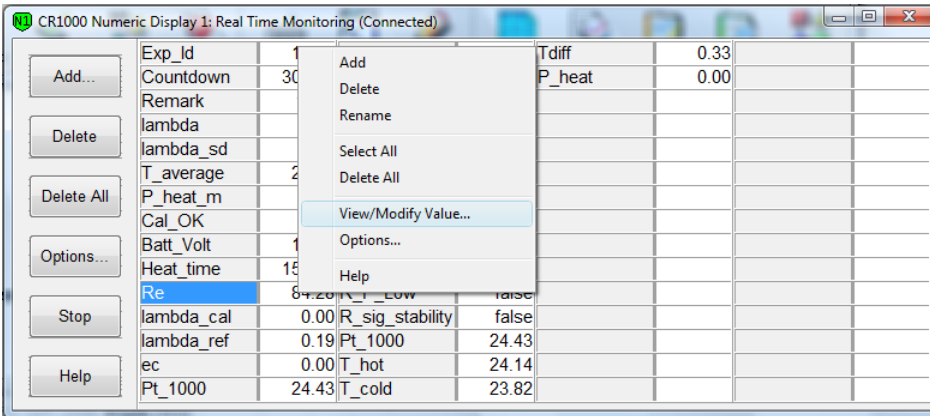 N1 CR1000 Numeric Display 1: Real Time Monitoring (Connected)
Add...
Delete
Delete All
Options...
Stop
Help
Exp_Id 1 Tdiff 0.33
Countdown 30 P_heat 0.00
Remark
lambda
lambda_sd
T_average 2
P_heat_m
Cal_OK
Batt_Volt 1
Heat_time 15
Re 84.28 R_T_Low false
lambda_cal 0.00 R_sig_stability false
lambda_ref 0.19 Pt_1000 24.43
ec 0.00 T_hot 24.14
Pt_1000 24.43 T_cold 23.82
Add
Delete
Rename
Select All
Delete All
View/Modify Value...
Options...
Help